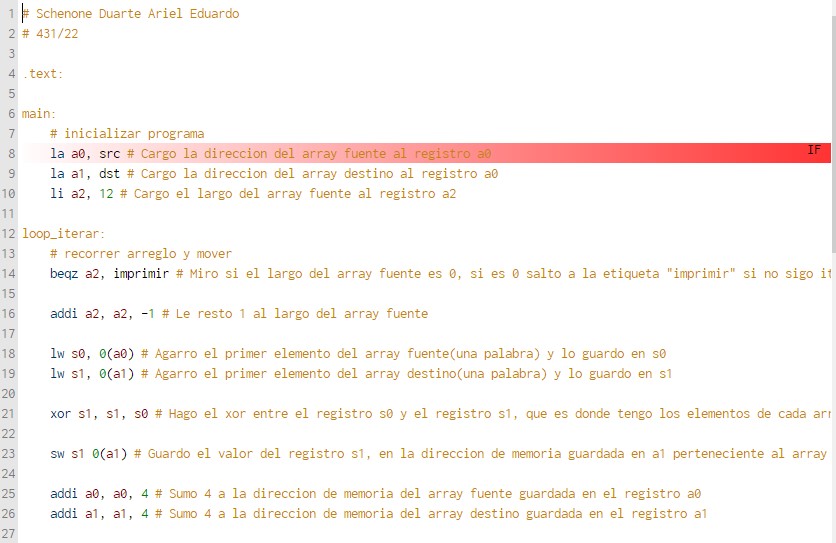 1 # Schenone Duarte Ariel Eduardo
2 # 431/22
3
4 .text:
5
6 main:
7 # inicializar programa
8 la a0, src # Cargo la direccion del array fuente al registro a0 IF
9 la a1, dst # Cargo la direccion del array destino al registro a0
10 li a2, 12 # Cargo el largo del array fuente al registro a2
11
12 loop_iterar:
13 # recorrer arreglo y mover
14 beqz a2, imprimir # Miro si el largo del array fuente es 0, si es 0 salto a la etiqueta "imprimir" si no sigo it
15
16 addi a2, a2, -1 # Le resto 1 al largo del array fuente
17
18 lw s0, 0(a0) # Agarro el primer elemento del array fuente(una palabra) y lo guardo en s0
19 lw s1, 0(a1) # Agarro el primer elemento del array destino(una palabra) y lo guardo en s1
20
21 xor s1, s1, s0 # Hago el xor entre el registro s0 y el registro s1, que es donde tengo los elementos de cada arr
22
23 sw s1 0(a1) # Guardo el valor del registro s1, en la direccion de memoria guardada en a1 perteneciente al array
24
25 addi a0, a0, 4 # Sumo 4 a la direccion de memoria del array fuente guardada en el registro a0
26 addi a1, a1, 4 # Sumo 4 a la direccion de memoria del array destino guardada en el registro a1
27